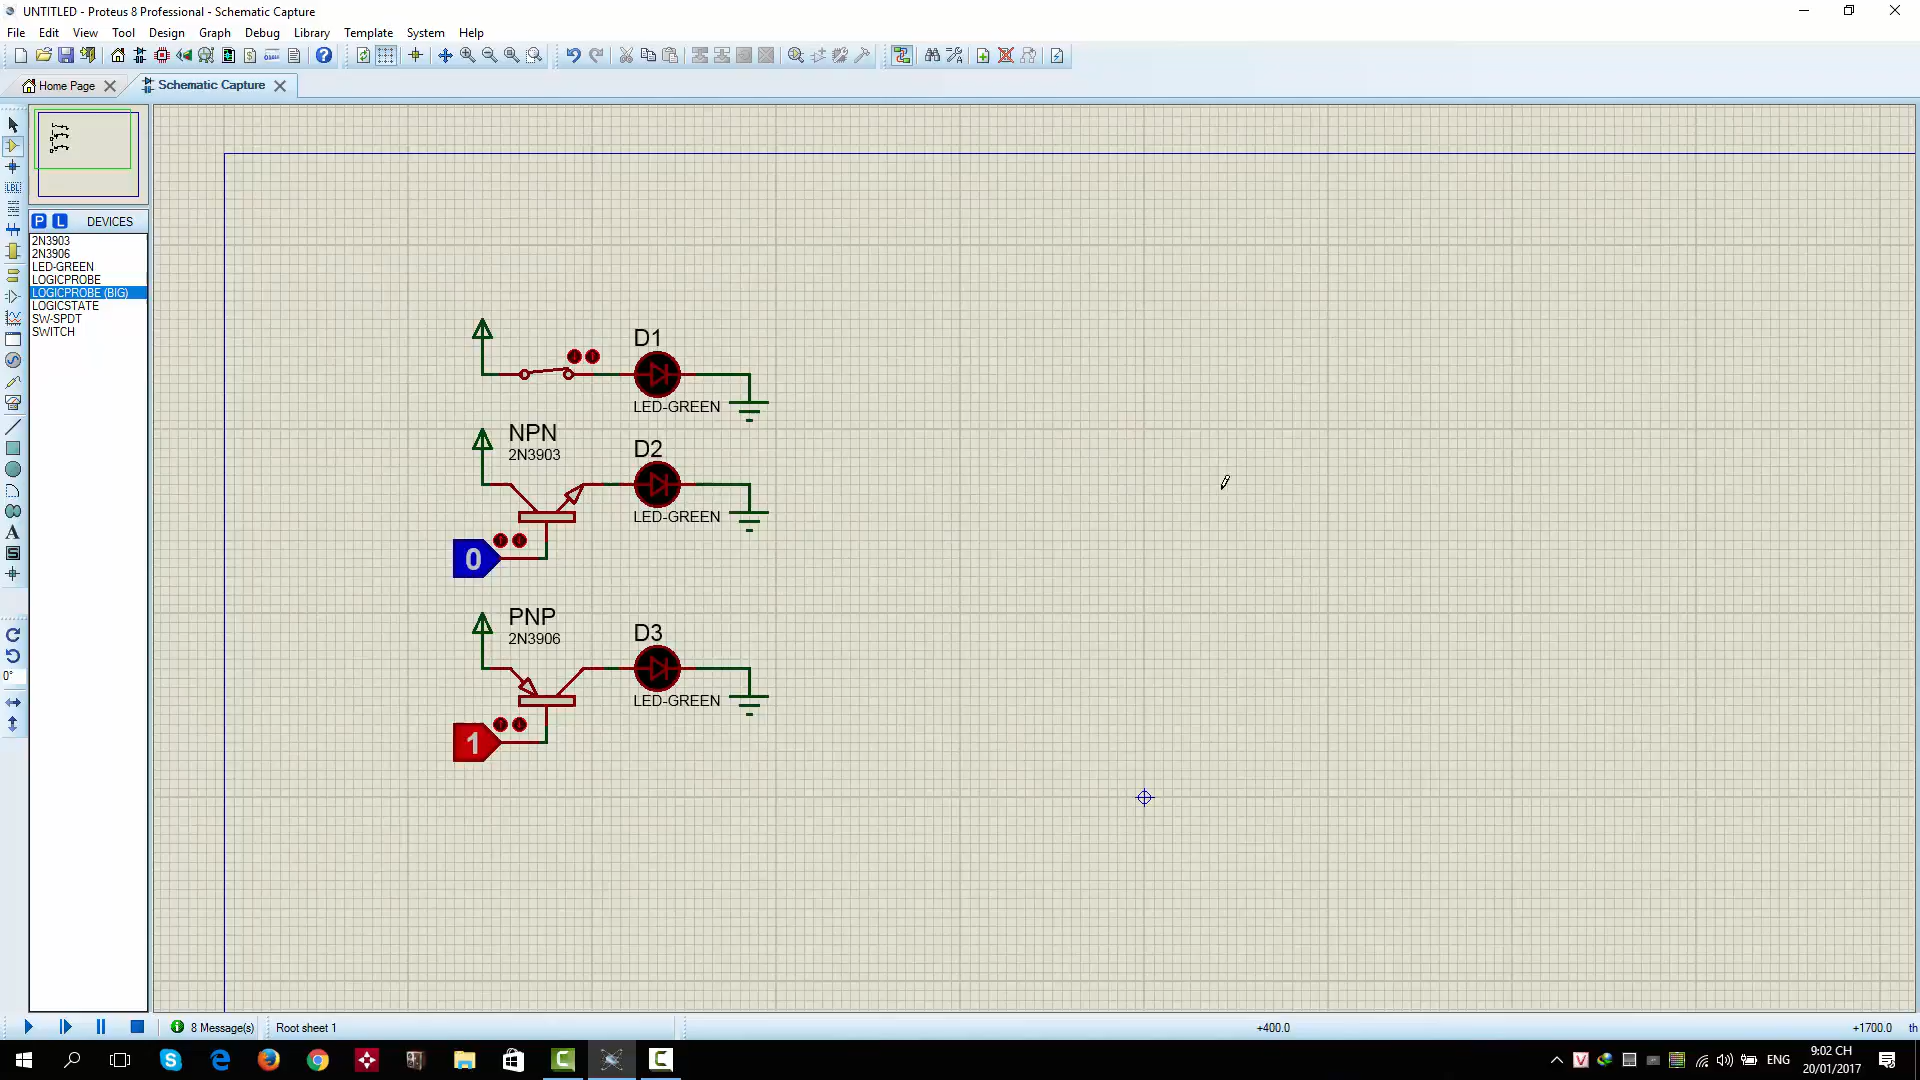 UNTITLED - Proteus 8 Professional - Schematic Capture
File Edit View Tool Design Graph Debug Library Template System Help
Home Page Schematic Capture
LBL
P L DEVICES
2N3903
2N3906
LED-GREEN
LOGICPROBE
LOGICPROBE (BIG)
LOGICSTATE
SW-SPDT
SWITCH
A
S
0°
D1
LED-GREEN
NPN
2N3903
D2
LED-GREEN
0
PNP
2N3906
D3
LED-GREEN
1
8 Message(s) Root sheet 1 +400.0 +1700.0 th
ENG
9:02 CH
20/01/2017